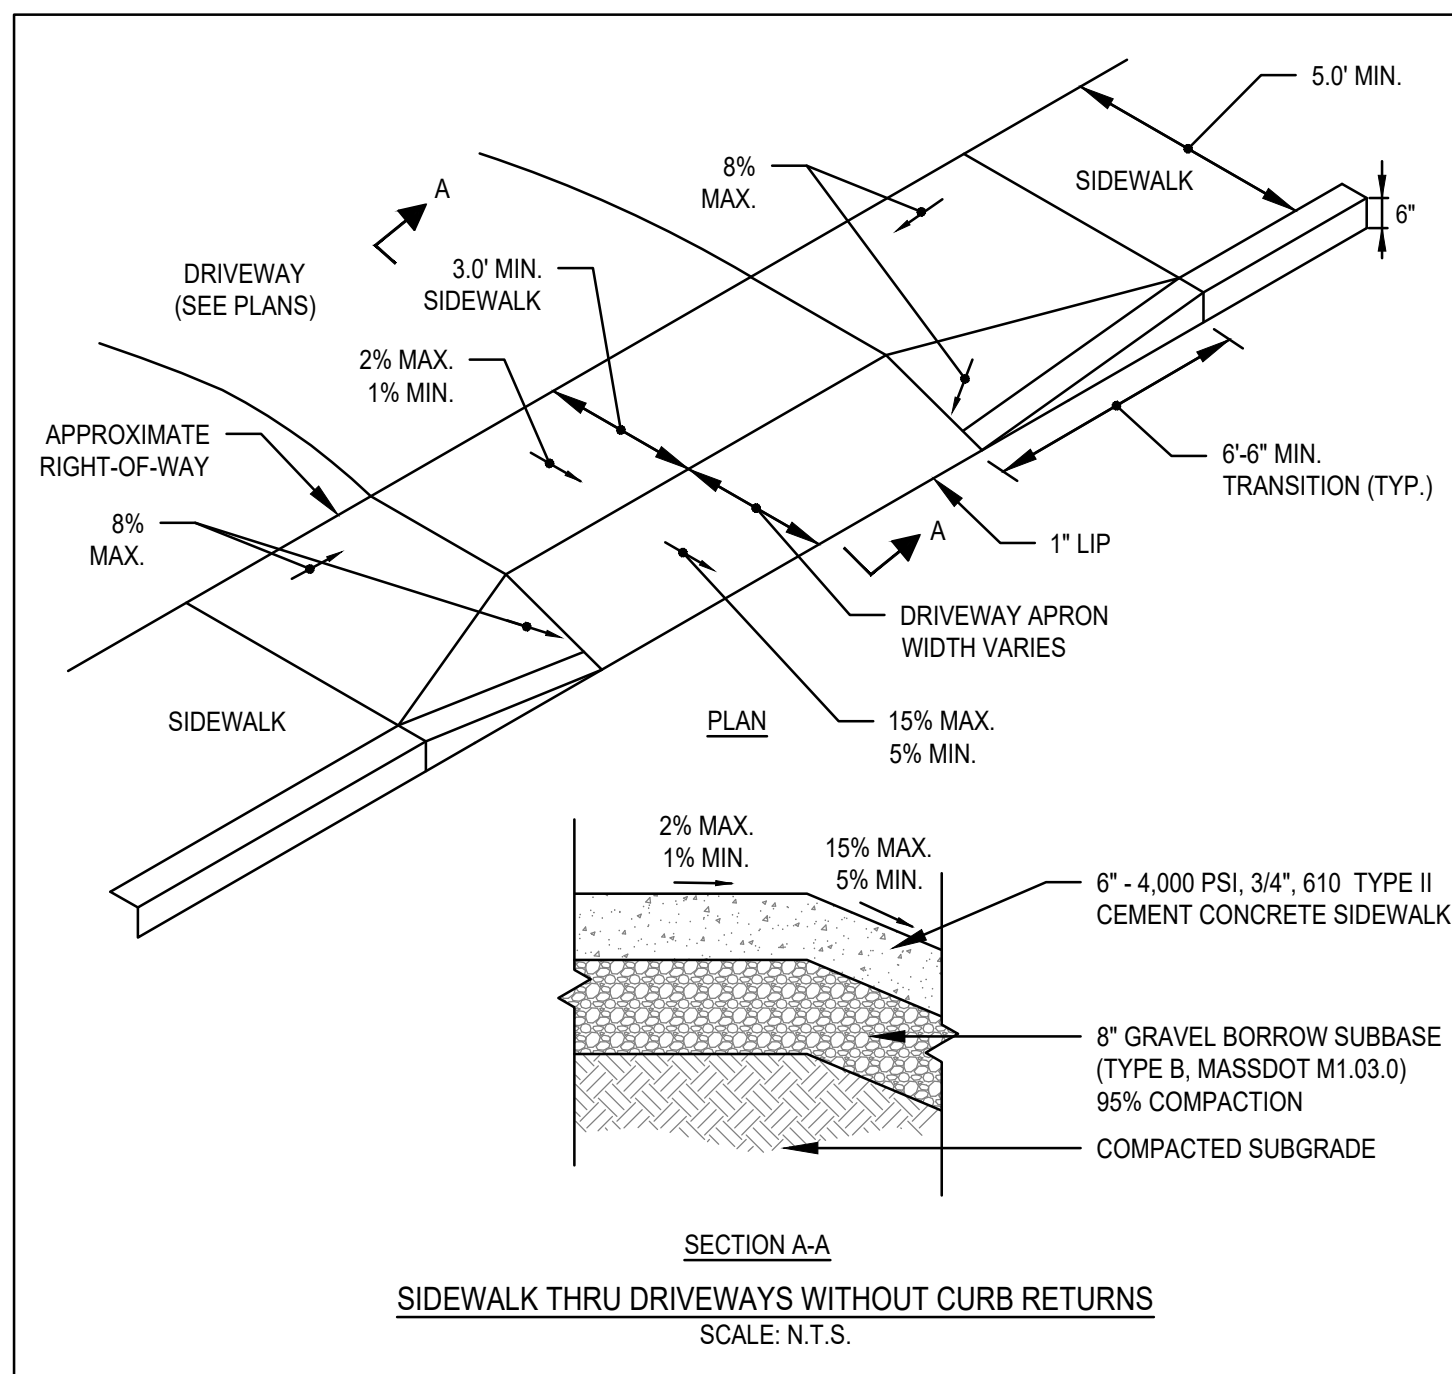 5.0' MIN.
8%
MAX.
SIDEWALK
6"
A
DRIVEWAY
(SEE PLANS)
3.0' MIN.
SIDEWALK
2% MAX.
1% MIN.
APPROXIMATE
RIGHT-OF-WAY
6'-6" MIN.
TRANSITION (TYP.)
8%
MAX.
A
1" LIP
DRIVEWAY APRON
WIDTH VARIES
SIDEWALK
PLAN
15% MAX.
5% MIN.
2% MAX.
1% MIN.
15% MAX.
5% MIN.
6" - 4,000 PSI, 3/4", 610 TYPE II
CEMENT CONCRETE SIDEWALK
8" GRAVEL BORROW SUBBASE
(TYPE B, MASSDOT M1.03.0)
95% COMPACTION
COMPACTED SUBGRADE
SECTION A-A
SIDEWALK THRU DRIVEWAYS WITHOUT CURB RETURNS
SCALE: N.T.S.